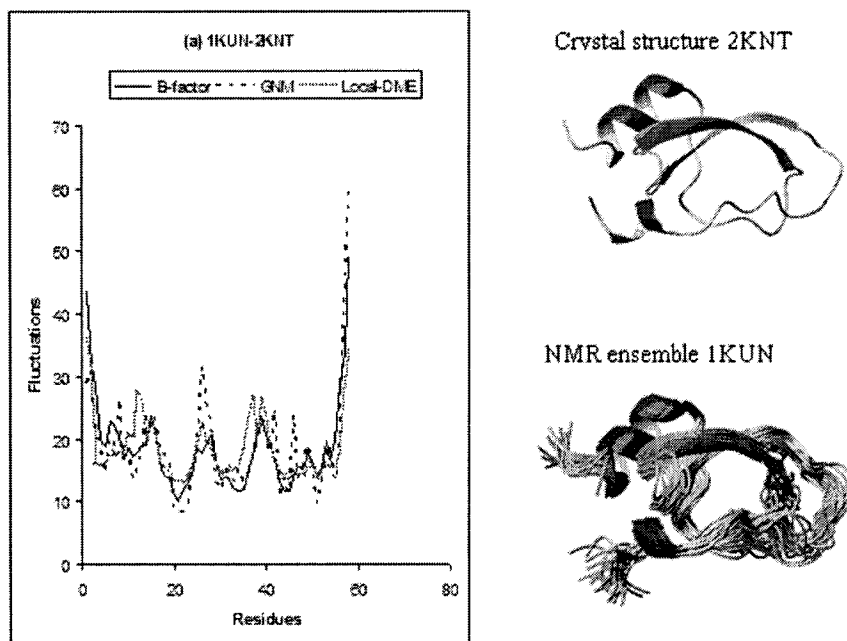 (a) 1KUN-2KNT
B-factor GNM Local-DME
70
60
50
40
30
20
10
0
Fluctuations
0 20 40 60 80
Residues
Crystal structure 2KNT
NMR ensemble 1KUN